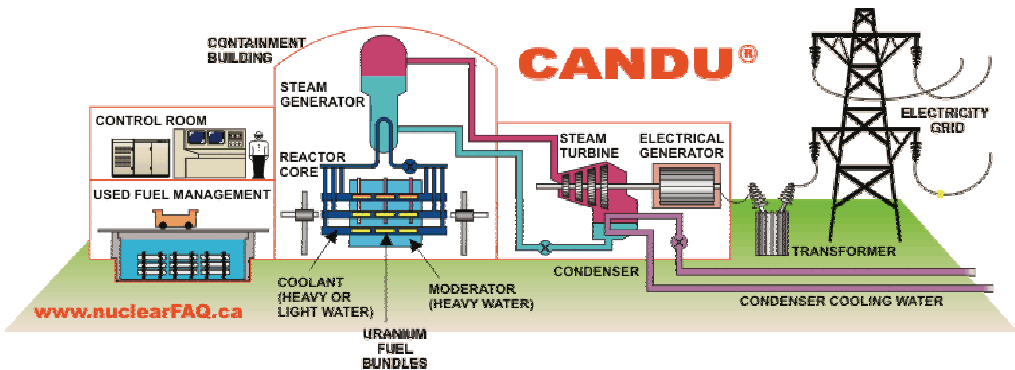 CONTAINMENT
BUILDING
CANDU®
STEAM
GENERATOR
ELECTRICITY
GRID
CONTROL ROOM
STEAM
TURBINE
ELECTRICAL
GENERATOR
REACTOR
CORE
USED FUEL MANAGEMENT
TRANSFORMER
CONDENSER
COOLANT
(HEAVY OR
LIGHT WATER)
MODERATOR
(HEAVY WATER)
CONDENSER COOLING WATER
www.nuclearFAQ.ca
URANIUM
FUEL
BUNDLES